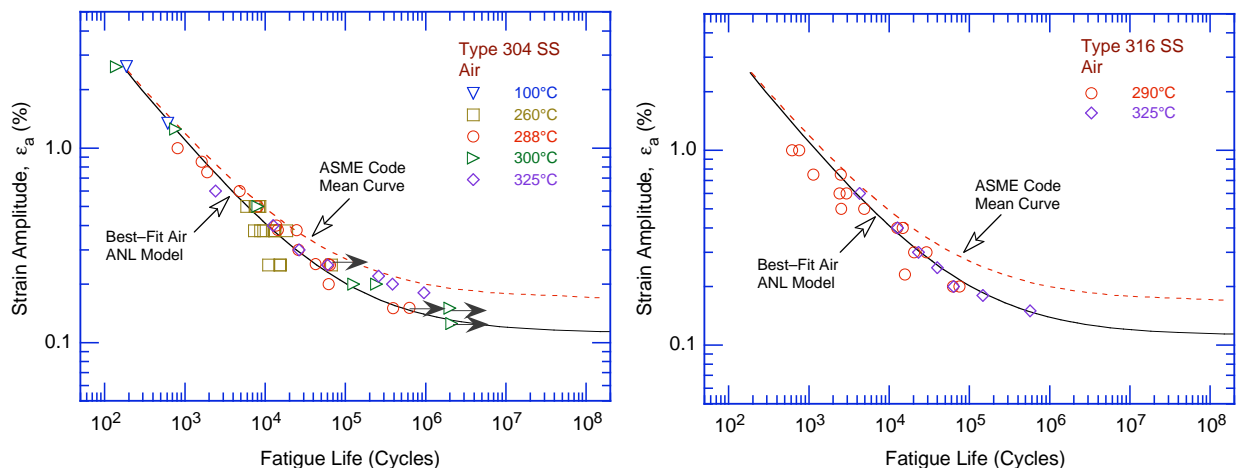 Type 304 SS
Air
100°C
260°C
288°C
300°C
325°C
ASME Code
Mean Curve
Best–Fit Air
ANL Model
1.0
0.1
10²
10³
10⁴
10⁵
10⁶
10⁷
10⁸
Strain Amplitude, εₐ (%)
Fatigue Life (Cycles)
Type 316 SS
Air
290°C
325°C
ASME Code
Mean Curve
Best–Fit Air
ANL Model
1.0
0.1
10²
10³
10⁴
10⁵
10⁶
10⁷
10⁸
Strain Amplitude, εₐ (%)
Fatigue Life (Cycles)